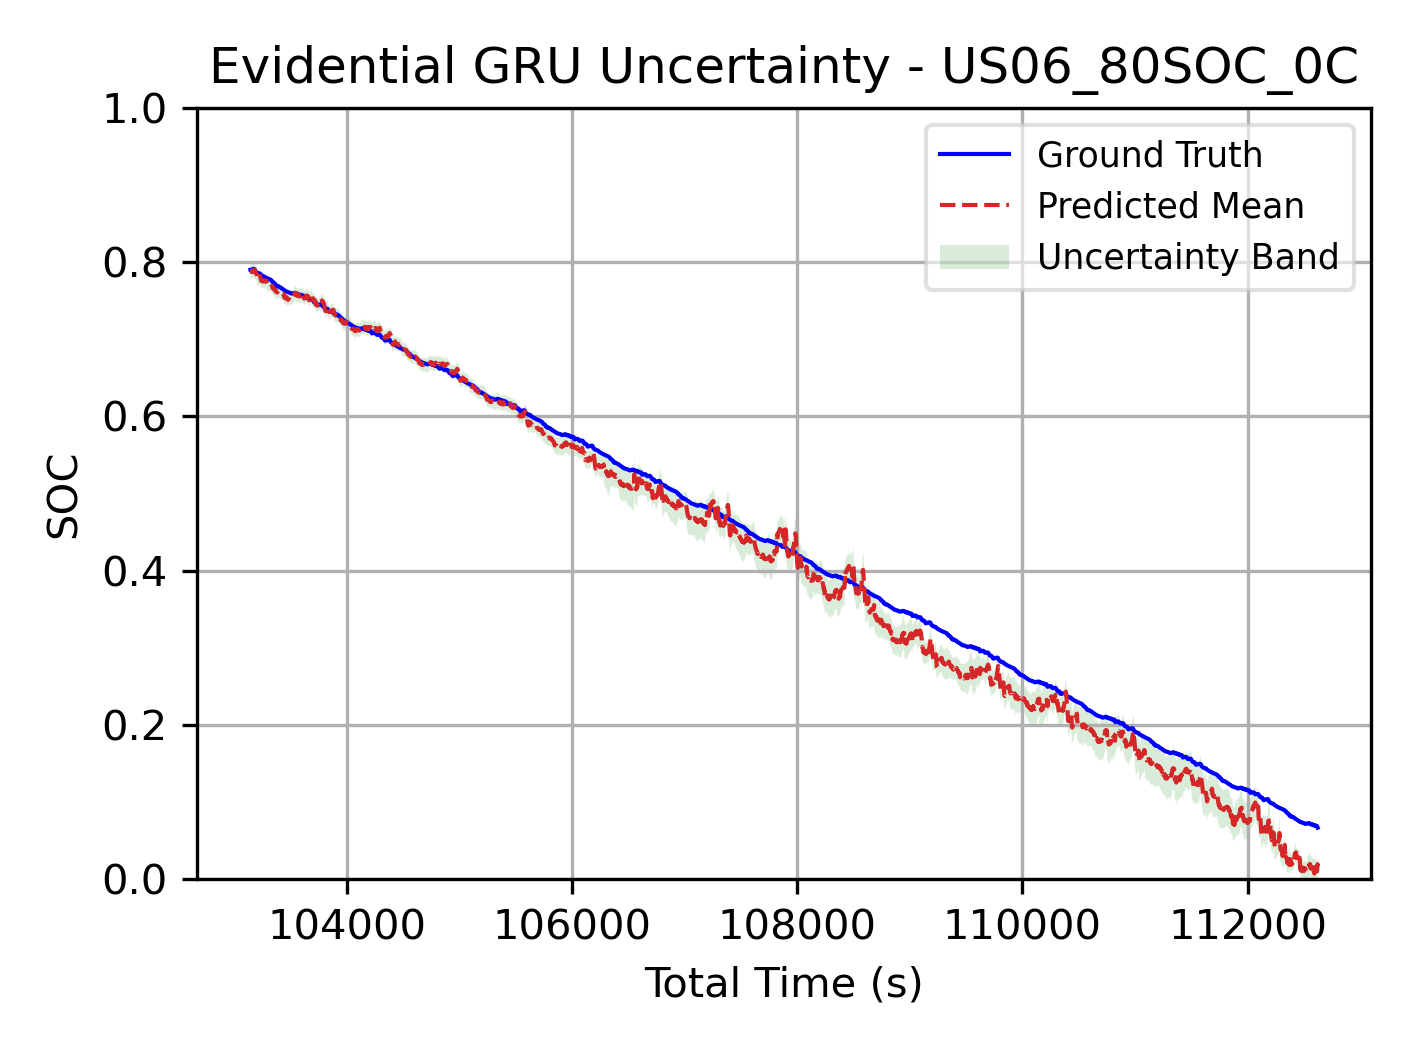 Evidential GRU Uncertainty - US06_80SOC_0C
1.0
0.8
0.6
0.4
0.2
0.0
SOC
Ground Truth
Predicted Mean
Uncertainty Band
104000 106000 108000 110000 112000
Total Time (s)